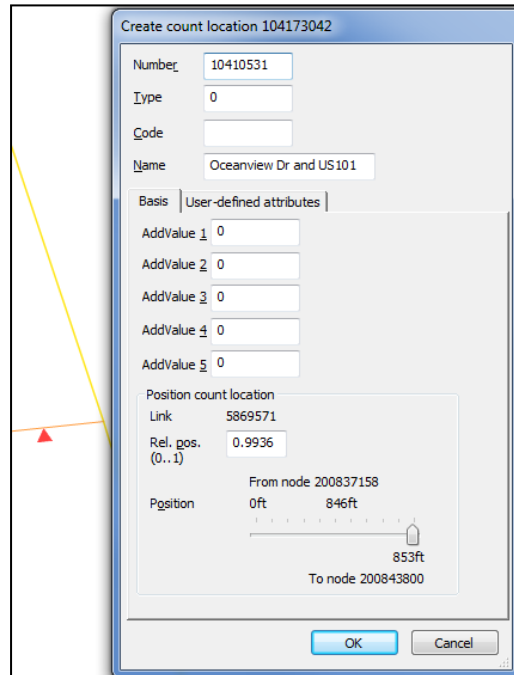 Create count location 104173042
Number 10410531
Type 0
Code
Name Oceanview Dr and US101
Basis User-defined attributes
AddValue 1 0
AddValue 2 0
AddValue 3 0
AddValue 4 0
AddValue 5 0
Position count location
Link 5869571
Rel. pos. 0.9936
(0..1)
From node 200837158
Position 0ft 846ft
853ft
To node 200843800
OK Cancel